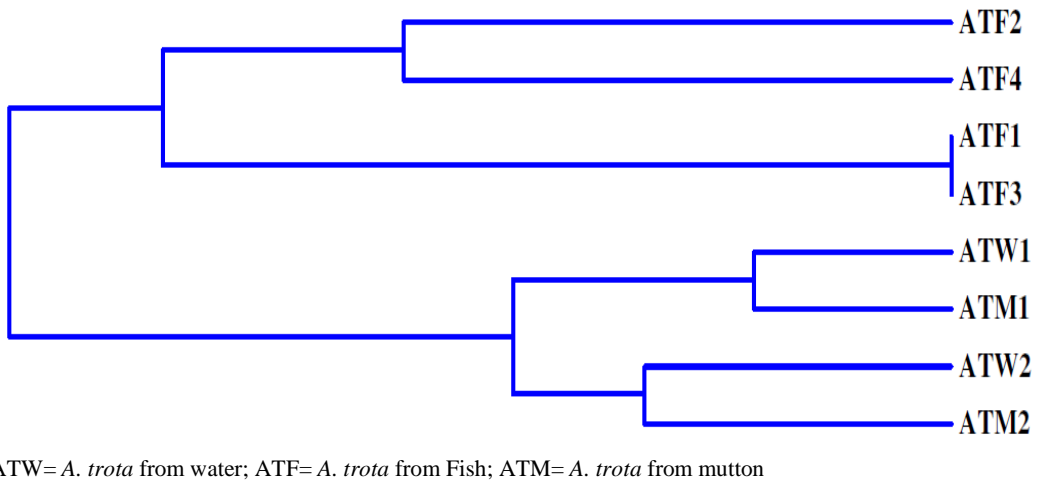 ATF2
ATF4
ATF1
ATF3
ATW1
ATM1
ATW2
ATM2
ATW= A. trota from water; ATF= A. trota from Fish; ATM= A. trota from mutton